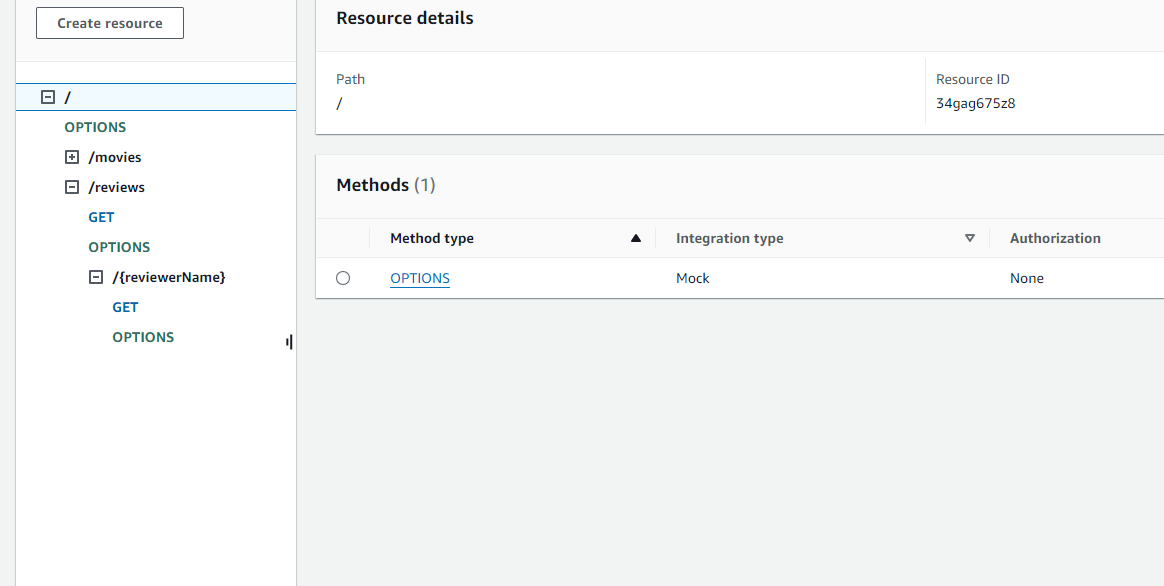 Create resource
/
OPTIONS
/movies
/reviews
GET
OPTIONS
/{reviewerName}
GET
OPTIONS
Resource details
Path
/
Resource ID
34gag675z8
Methods (1)
Method type Integration type Authorization
OPTIONS Mock None